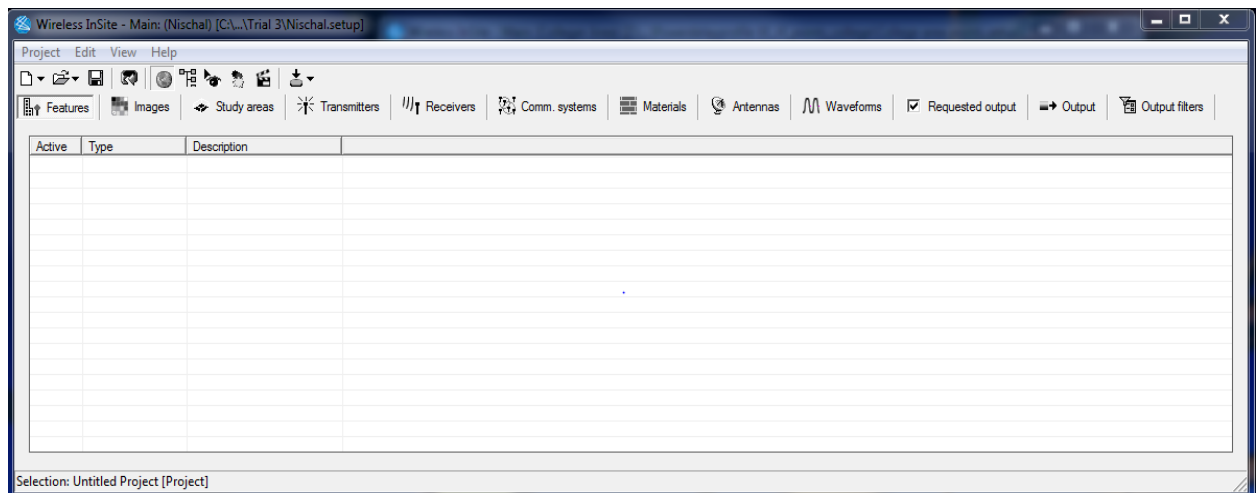 Wireless InSite - Main: (Nischal) [C:\...\Trial 3\Nischal.setup]
Project Edit View Help
Features Images Study areas Transmitters Receivers Comm. systems Materials Antennas Waveforms Requested output Output Output filters
Active Type Description
Selection: Untitled Project [Project]